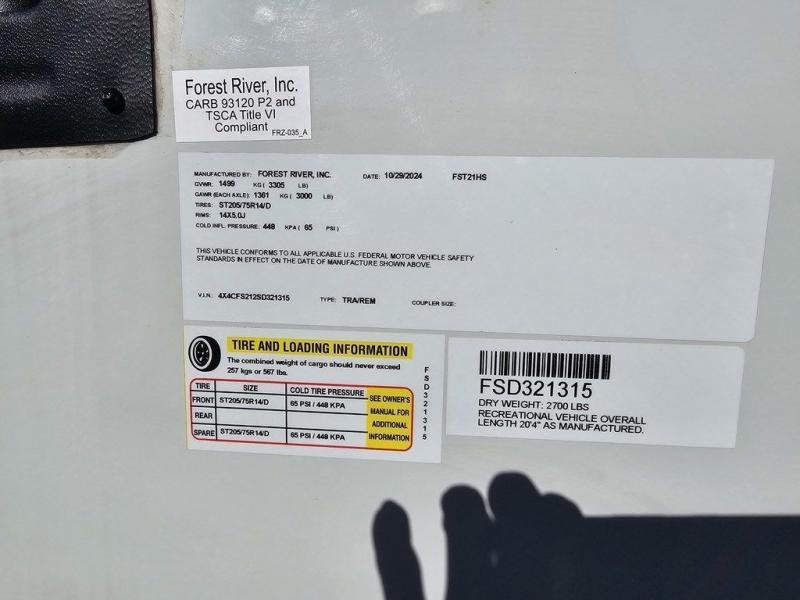 Forest River, Inc.
CARB 93120 P2 and
TSCA Title VI
Compliant FRZ-035_A
MANUFACTURED BY: FOREST RIVER, INC. DATE: 10/29/2024 FST21HS
GVWR: 1499 KG ( 3305 LB)
GAWR (EACH AXLE): 1361 KG ( 3000 LB)
TIRES: ST205/75R14/D
RIMS: 14X5.0J
COLD INFL. PRESSURE: 448 KPA ( 65 PSI )
THIS VEHICLE CONFORMS TO ALL APPLICABLE U.S. FEDERAL MOTOR VEHICLE SAFETY
STANDARDS IN EFFECT ON THE DATE OF MANUFACTURE SHOWN ABOVE.
V.I.N.: 4X4CFS212SD321315 TYPE: TRA/REM COUPLER SIZE:
TIRE AND LOADING INFORMATION
The combined weight of cargo should never exceed
257 kgs or 567 lbs.
TIRE SIZE COLD TIRE PRESSURE SEE OWNER'S
FRONT ST205/75R14/D 65 PSI / 448 KPA MANUAL FOR
REAR ADDITIONAL
SPARE ST205/75R14/D 65 PSI / 448 KPA INFORMATION
FSD321315
FSD321315
DRY WEIGHT: 2700 LBS
RECREATIONAL VEHICLE OVERALL
LENGTH 20'4" AS MANUFACTURED.